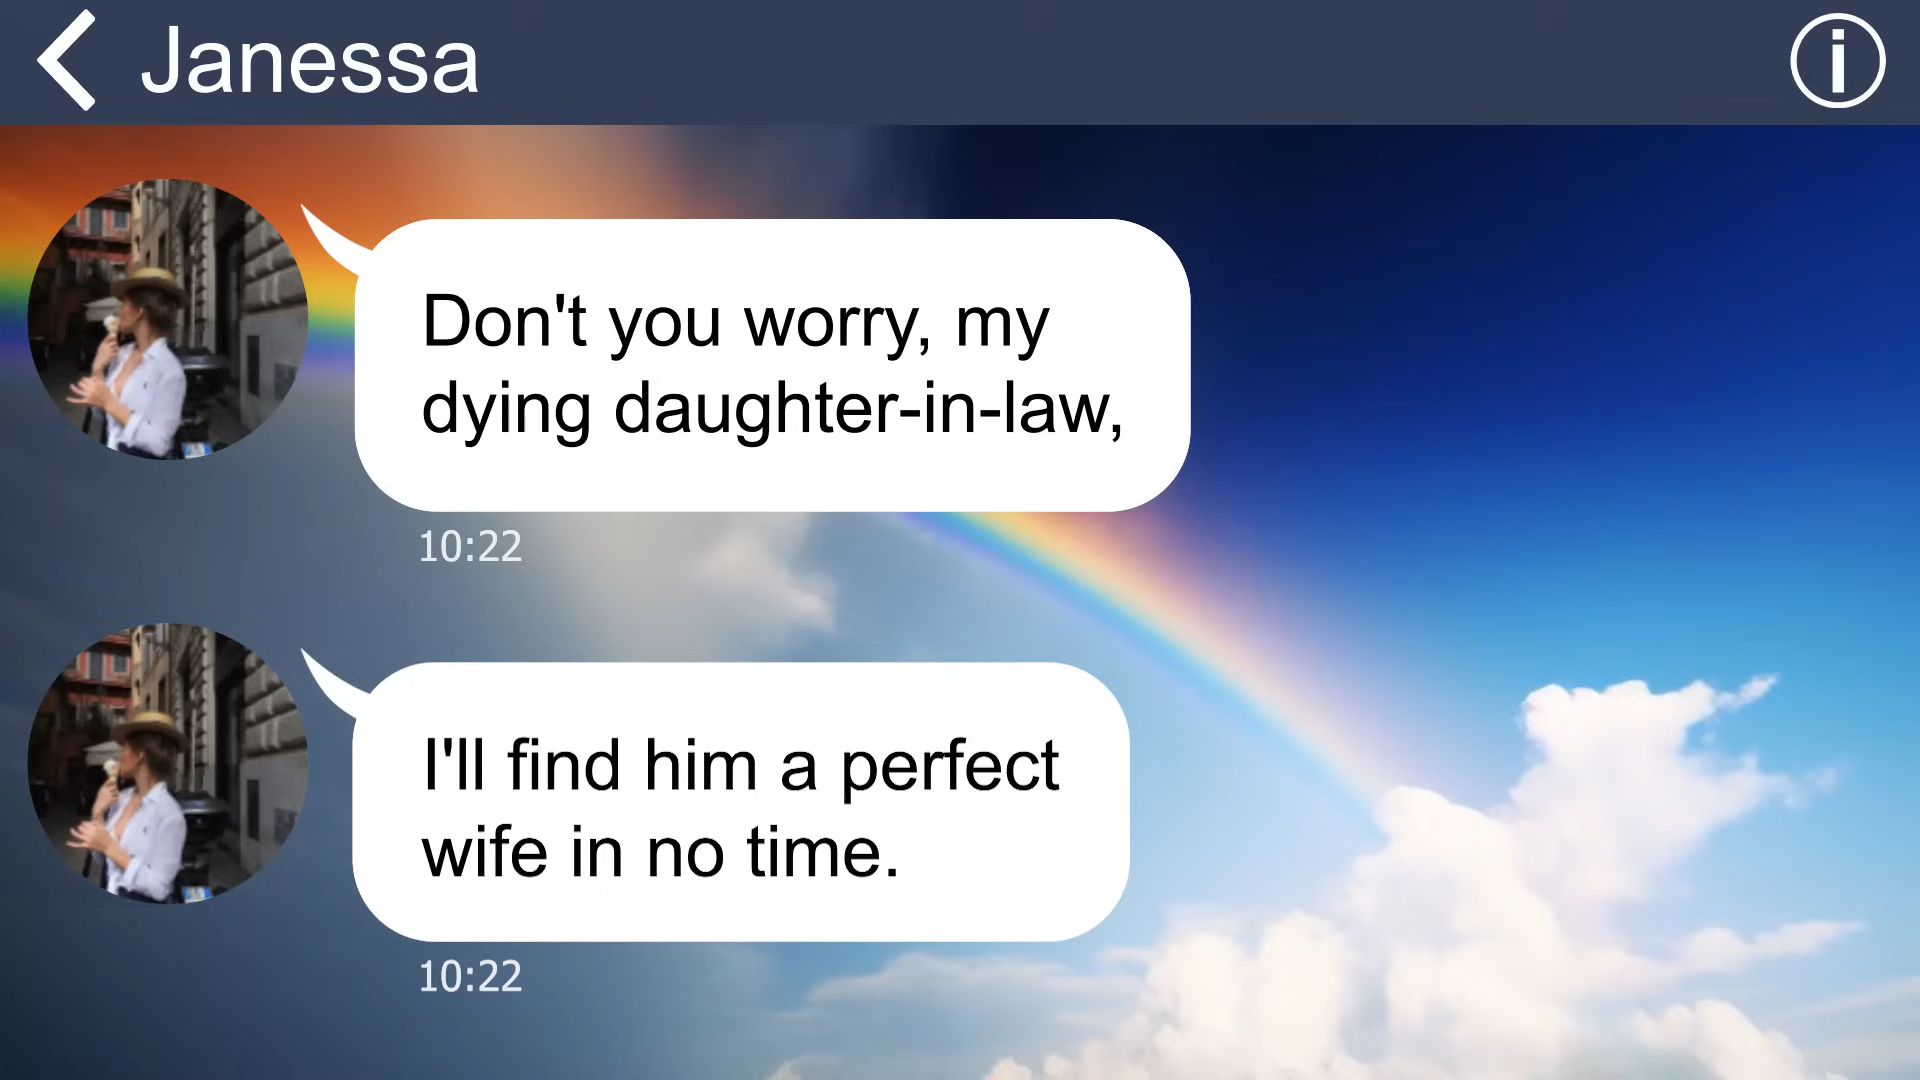 Janessa
Don't you worry, my
dying daughter-in-law,
10:22
I'll find him a perfect
wife in no time.
10:22